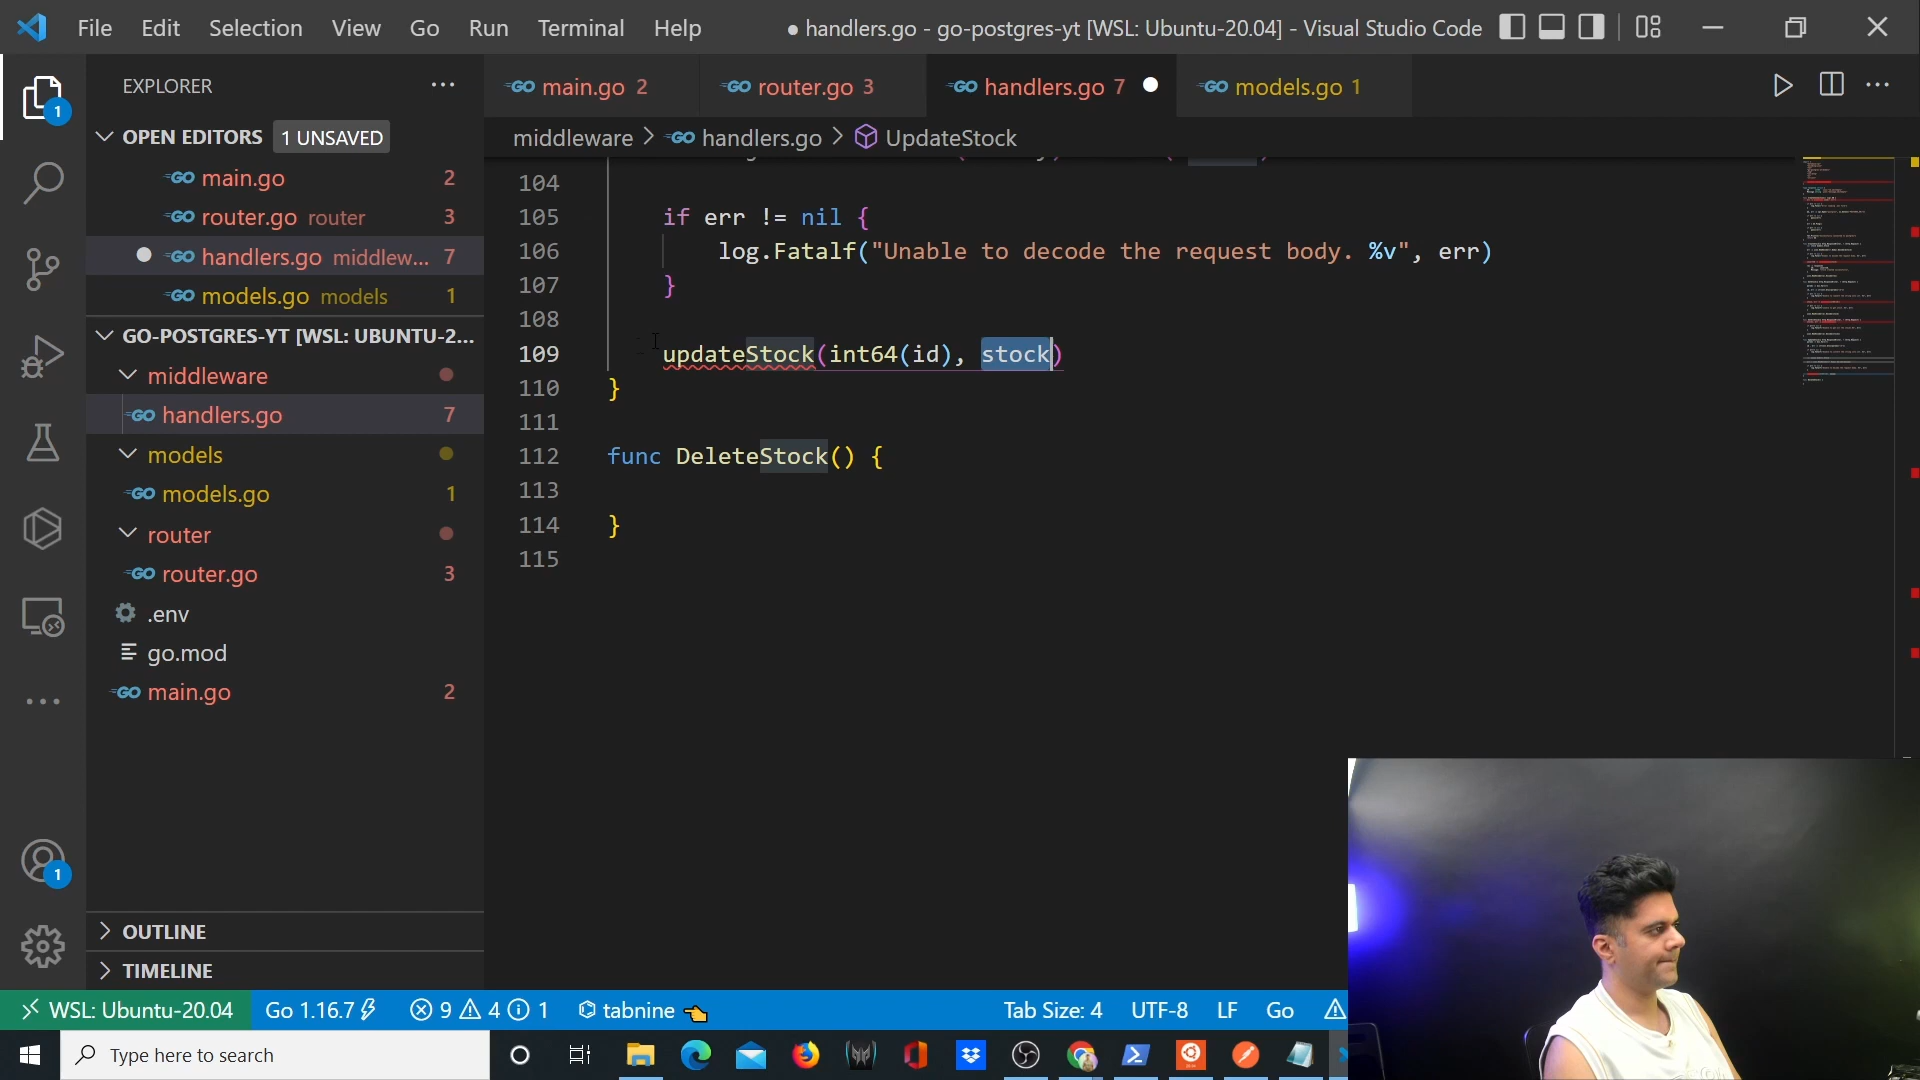 File Edit Selection View Go Run Terminal Help
● handlers.go - go-postgres-yt [WSL: Ubuntu-20.04] - Visual Studio Code
EXPLORER
OPEN EDITORS 1 UNSAVED
main.go 2
router.go router 3
handlers.go middlew... 7
models.go models 1
GO-POSTGRES-YT [WSL: UBUNTU-2...
middleware
handlers.go 7
models
models.go 1
router
router.go 3
.env
go.mod
main.go 2
OUTLINE
TIMELINE
1
1
main.go 2
router.go 3
handlers.go 7
models.go 1
middleware > handlers.go > UpdateStock
104
105 if err != nil {
106 log.Fatalf("Unable to decode the request body. %v", err)
107 }
108
109 updateStock(int64(id), stock)
110 }
111
112 func DeleteStock() {
113
114 }
115
WSL: Ubuntu-20.04 Go 1.16.7 9 4 1 tabnine Tab Size: 4 UTF-8 LF Go
Type here to search